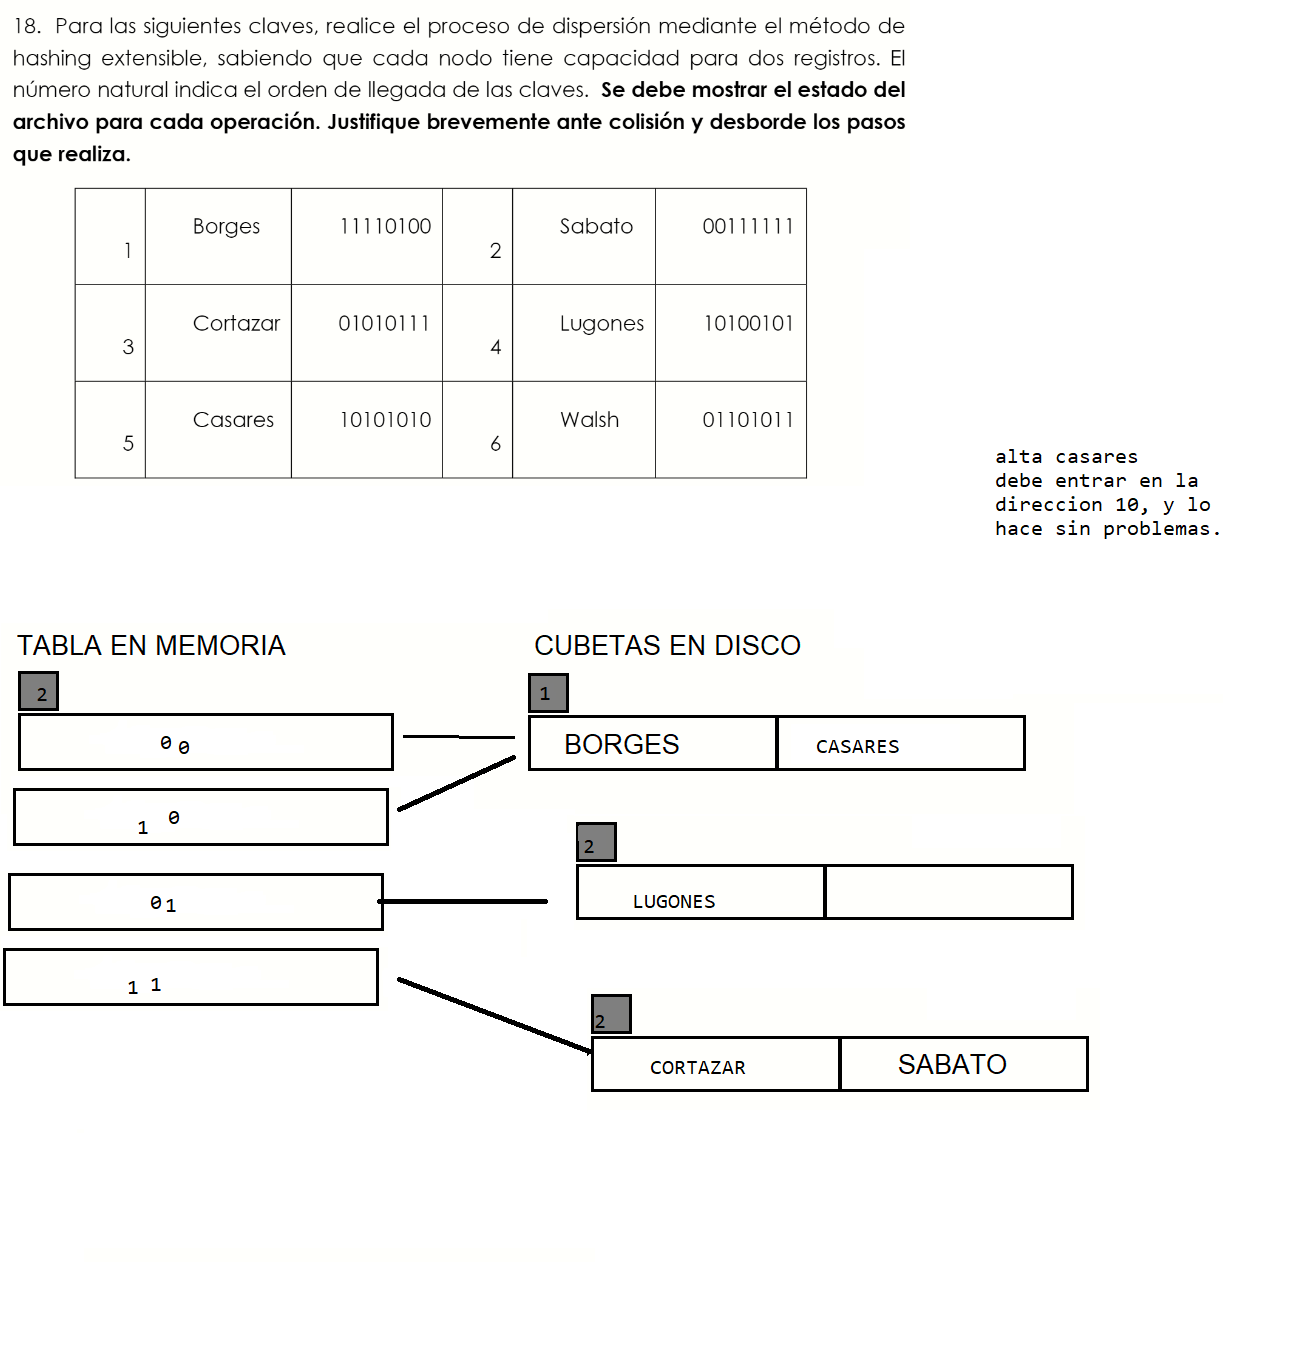 18. Para las siguientes claves, realice el proceso de dispersión mediante el método de
hashing extensible, sabiendo que cada nodo tiene capacidad para dos registros. El
número natural indica el orden de llegada de las claves. Se debe mostrar el estado del
archivo para cada operación. Justifique brevemente ante colisión y desborde los pasos
que realiza.
1 Borges 11110100 2 Sabato 00111111
3 Cortazar 01010111 4 Lugones 10100101
5 Casares 10101010 6 Walsh 01101011
alta casares
debe entrar en la
direccion 10, y lo
hace sin problemas.
TABLA EN MEMORIA
CUBETAS EN DISCO
2
1
0 0
BORGES CASARES
1 0
2
01
LUGONES
1 1
2
CORTAZAR SABATO